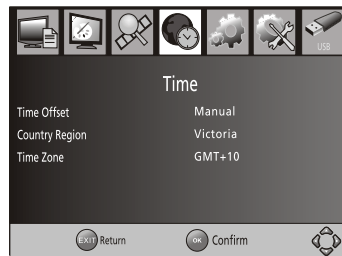 USB
Time
Time Offset Manual
Country Region Victoria
Time Zone GMT+10
EXIT Return OK Confirm